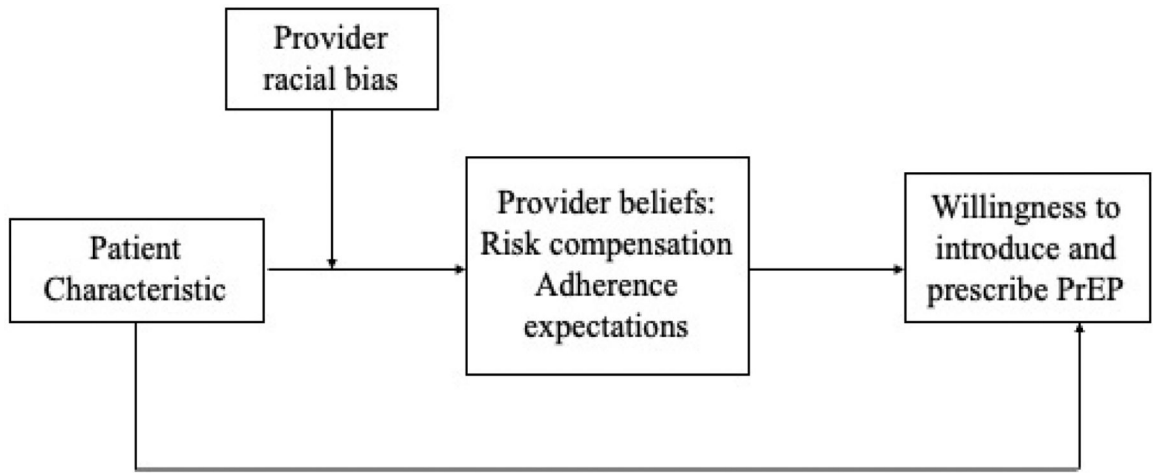 Provider
racial bias
Patient
Characteristic
Provider beliefs:
Risk compensation
Adherence
expectations
Willingness to
introduce and
prescribe PrEP